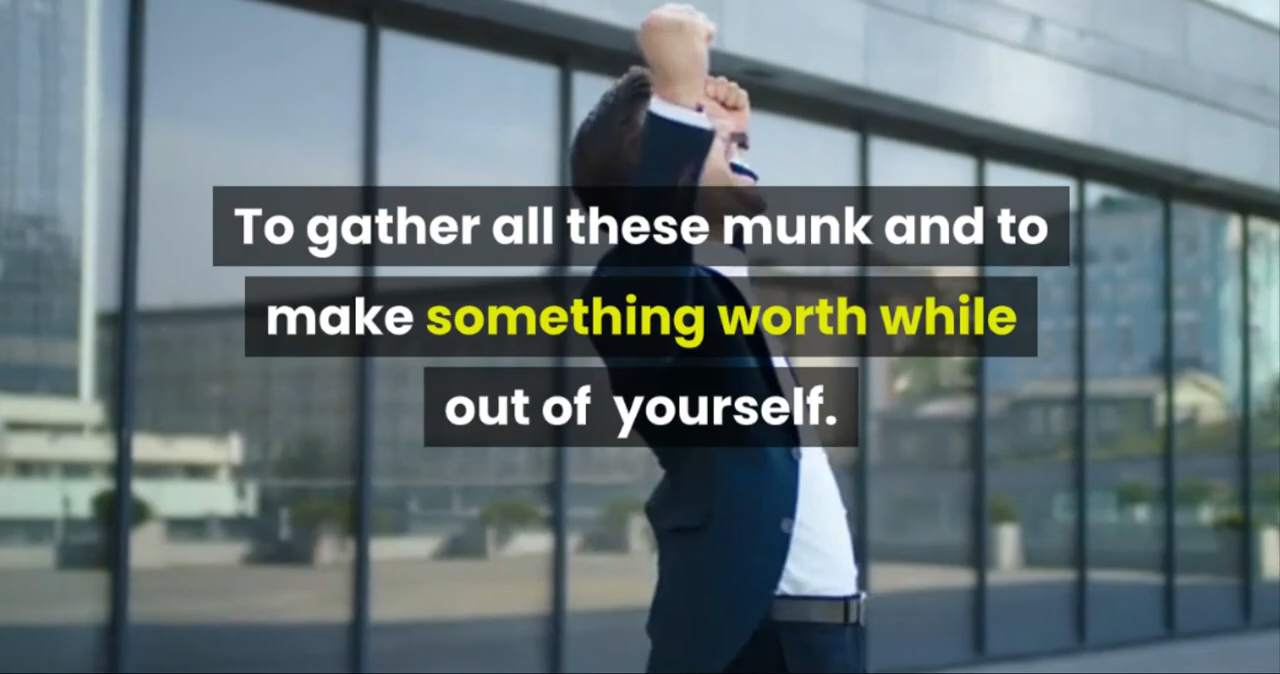 To gather all these munk and to
make something worth while
out of  yourself.